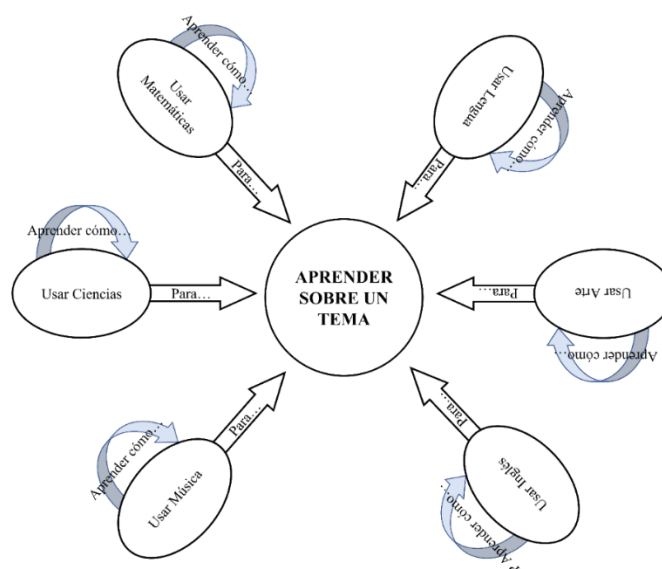 Aprender cómo…
Usar
Matemáticas
Para…
Usar Lengua
Aprender cómo…
Para…
Aprender cómo…
Usar Ciencias
Para…
APRENDER
SOBRE UN
TEMA
Usar Arte
Para…
Aprender cómo…
Aprender cómo…
Usar Música
Para…
Para…
Usar Inglés
Aprender cómo…